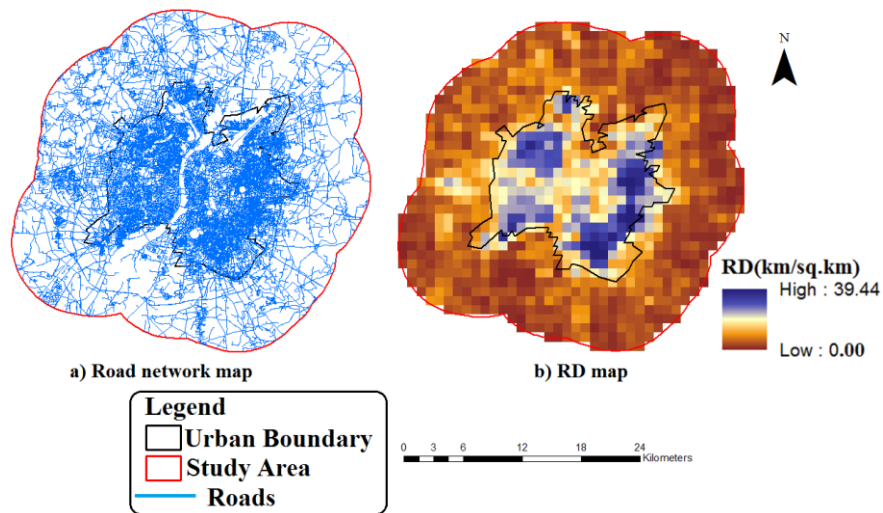 N
RD(km/sq.km)
High : 39.44
Low : 0.00
a) Road network map
b) RD map
Legend
Urban Boundary
Study Area
Roads
0 3 6 12 18 24
Kilometers